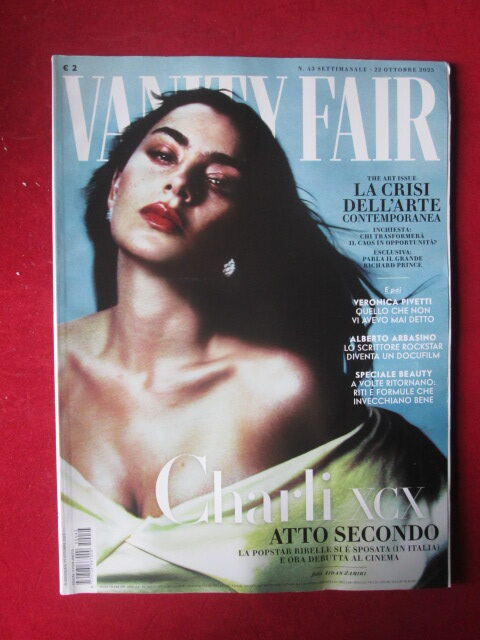 € 2
N. 43 SETTIMANALE - 22 OTTOBRE 2025
VANITY FAIR
THE ART ISSUE
LA CRISI
DELL'ARTE
CONTEMPORANEA
INCHIESTA:
CHI TRASFORMERÀ
IL CAOS IN OPPORTUNITÀ?
ESCLUSIVA:
PARLA IL GRANDE
RICHARD PRINCE
E poi
VERONICA PIVETTI
QUELLO CHE NON
VI AVEVO MAI DETTO
ALBERTO ARBASINO
LO SCRITTORE ROCKSTAR
DIVENTA UN DOCUFILM
SPECIALE BEAUTY
A VOLTE RITORNANO:
RITI E FORMULE CHE
INVECCHIANO BENE
Charli XCX
ATTO SECONDO
LA POPSTAR RIBELLE SI È SPOSATA (IN ITALIA)
E ORA DEBUTTA AL CINEMA
foto AIDAN ZAMIRI